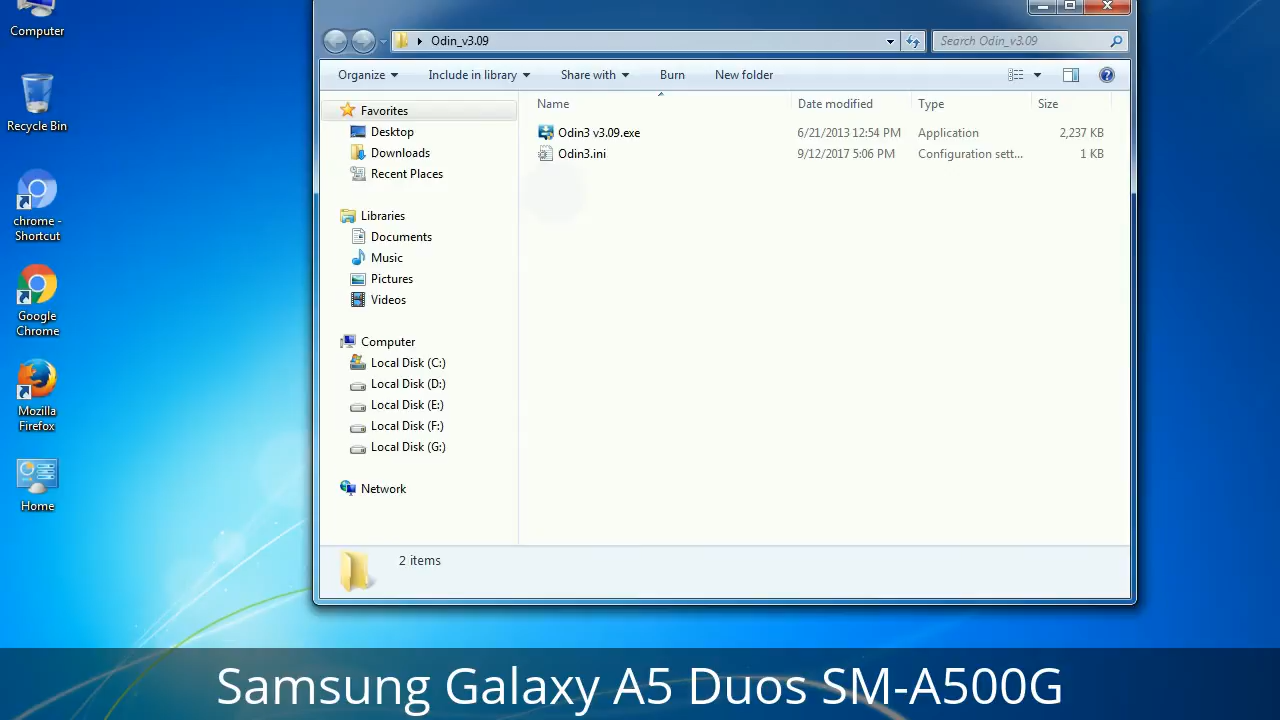 Computer
Recycle Bin
chrome -
Shortcut
Google
Chrome
Mozilla
Firefox
Home
Odin_v3.09
Search Odin_v3.09
Organize
Include in library
Share with
Burn
New folder
Favorites
Desktop
Downloads
Recent Places
Libraries
Documents
Music
Pictures
Videos
Computer
Local Disk (C:)
Local Disk (D:)
Local Disk (E:)
Local Disk (F:)
Local Disk (G:)
Network
Name Date modified Type Size
Odin3 v3.09.exe 6/21/2013 12:54 PM Application 2,237 KB
Odin3.ini 9/12/2017 5:06 PM Configuration sett... 1 KB
2 items
Samsung Galaxy A5 Duos SM-A500G